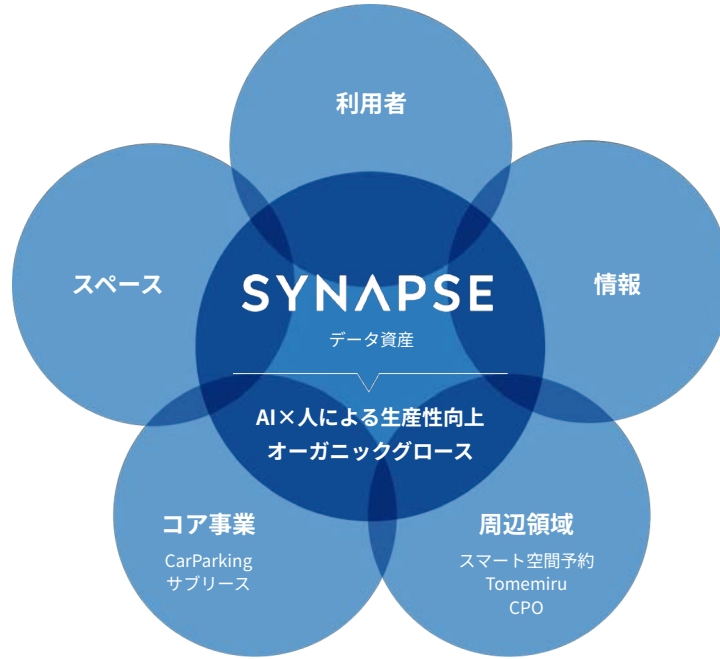 利用者
スペース
情報
SYNAPSE
データ資産
AI×人による生産性向上
オーガニックグロース
コア事業
CarParking
サブリース
周辺領域
スマート空間予約
Tomemiru
CPO